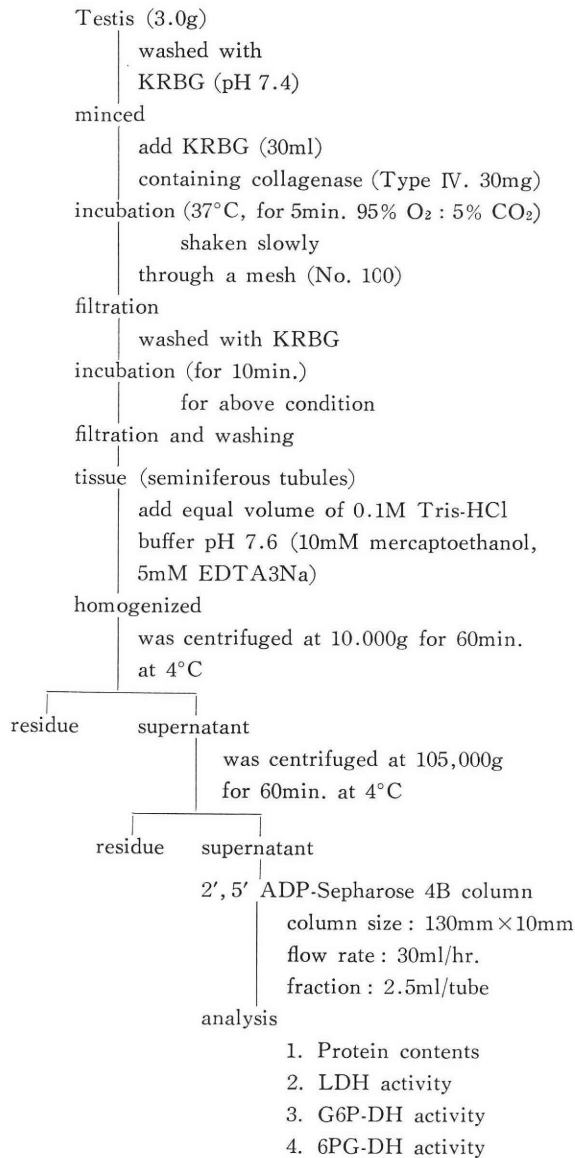 Testis (3.0g)
washed with
KRBG (pH 7.4)
minced
add KRBG (30ml)
containing collagenase (Type IV. 30mg)
incubation (37°C, for 5min. 95% O₂ : 5% CO₂)
shaken slowly
through a mesh (No. 100)
filtration
washed with KRBG
incubation (for 10min.)
for above condition
filtration and washing
tissue (seminiferous tubules)
add equal volume of 0.1M Tris-HCl
buffer pH 7.6 (10mM mercaptoethanol,
5mM EDTA3Na)
homogenized
was centrifuged at 10.000g for 60min.
at 4°C
residue supernatant
was centrifuged at 105,000g
for 60min. at 4°C
residue supernatant
2′, 5′ ADP-Sepharose 4B column
column size : 130mm×10mm
flow rate : 30ml/hr.
fraction : 2.5ml/tube
analysis
1. Protein contents
2. LDH activity
3. G6P-DH activity
4. 6PG-DH activity